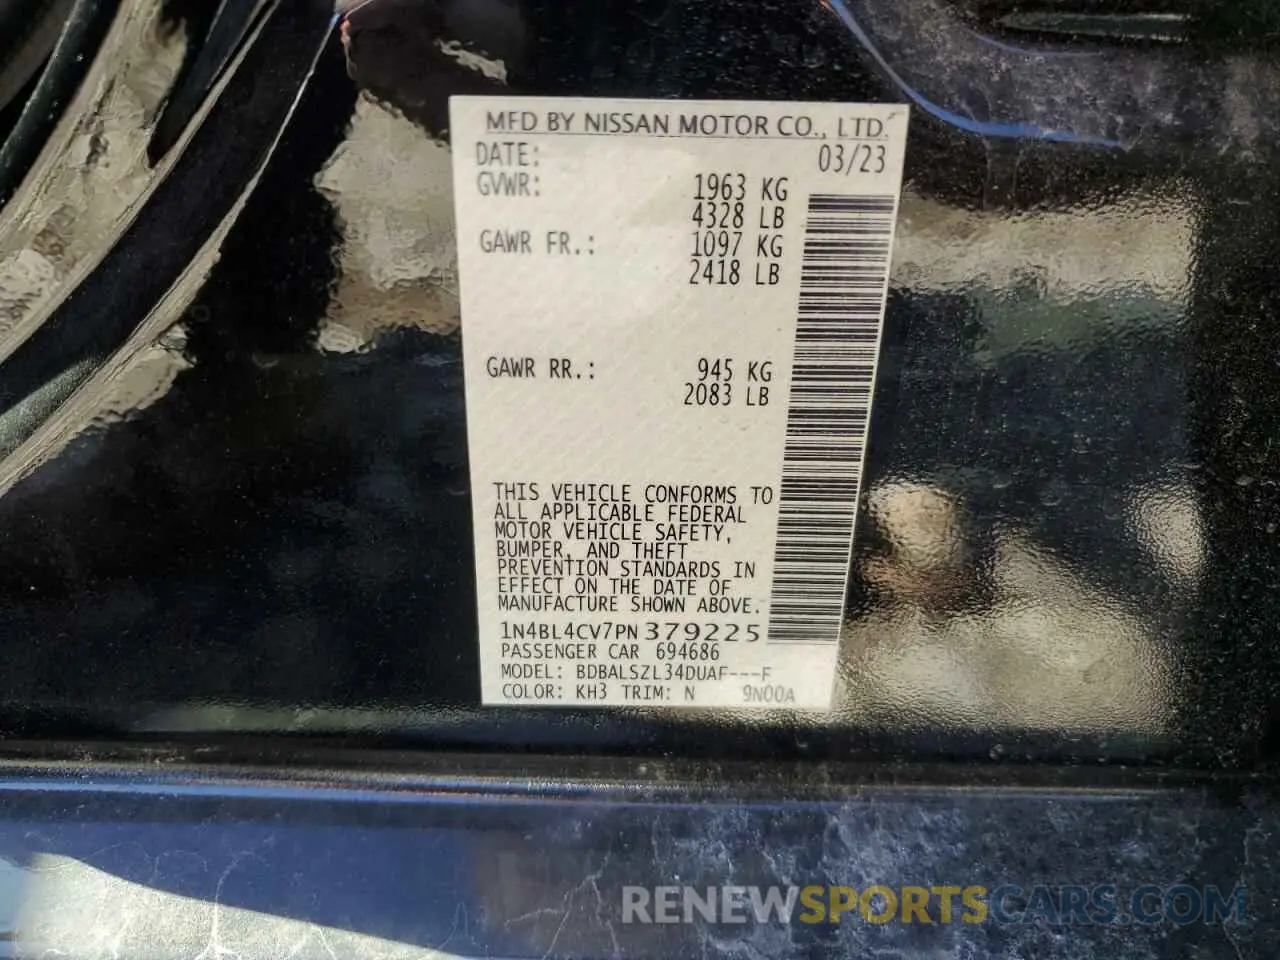 MFD BY NISSAN MOTOR CO., LTD.
DATE: 03/23
GVWR: 1963 KG
4328 LB
GAWR FR.: 1097 KG
2418 LB
GAWR RR.: 945 KG
2083 LB
THIS VEHICLE CONFORMS TO
ALL APPLICABLE FEDERAL
MOTOR VEHICLE SAFETY,
BUMPER, AND THEFT
PREVENTION STANDARDS IN
EFFECT ON THE DATE OF
MANUFACTURE SHOWN ABOVE.
1N4BL4CV7PN379225
PASSENGER CAR 694686
MODEL: BDBALSZL34DUAF---F
COLOR: KH3 TRIM: N 9N00A
RENEWSPORTSCARS.COM